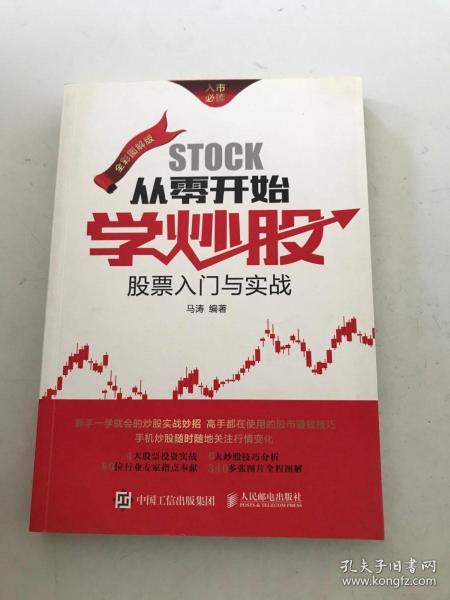 入市
必读
全彩图解版
STOCK
从零开始
学炒股
股票入门与实战
马涛 编著
新手一学就会的炒股实战妙招 高手都在使用的股市赚钱技巧
手机炒股随时随地关注行情变化
大股票投资实战
大炒股技巧分析
位行业专家指点奉献
多张图片全程图解
中国工信出版集团
人民邮电出版社
POSTS & TELECOM PRESS
孔夫子旧书网
www.kongfz.com